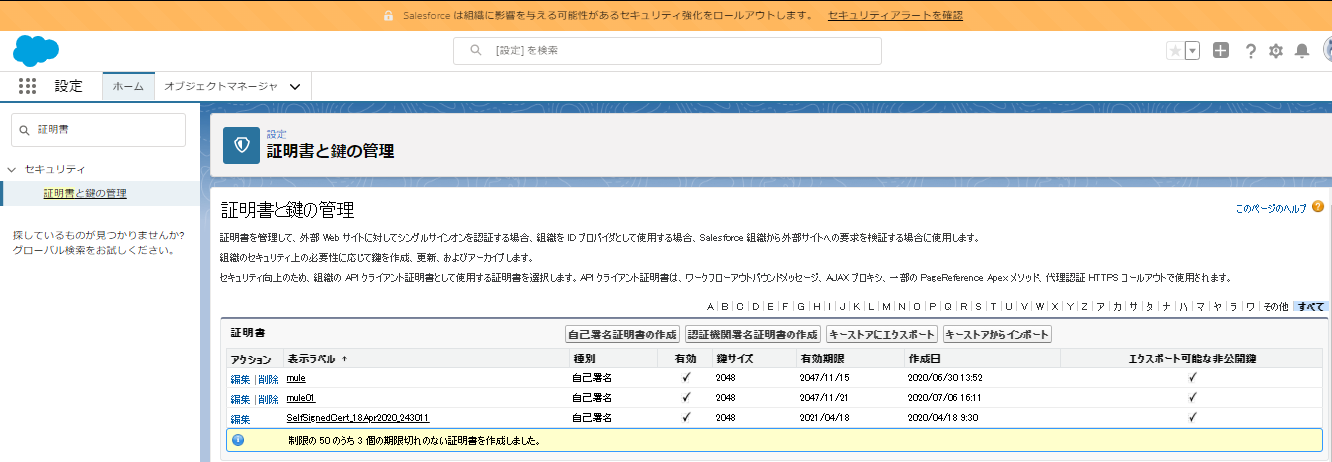 Salesforce は組織に影響を与える可能性があるセキュリティ強化をロールアウトします。 セキュリティアラートを確認
[設定] を検索
設定 ホーム オブジェクトマネージャ
証明書
セキュリティ
証明書と鍵の管理
探しているものが見つかりませんか?
グローバル検索をお試しください。
設定
証明書と鍵の管理
証明書と鍵の管理
このページのヘルプ
証明書を管理して、外部 Web サイトに対してシングルサインオンを認証する場合、組織を ID プロバイダとして使用する場合、Salesforce 組織から外部サイトへの要求を検証する場合に使用します。
組織のセキュリティ上の必要性に応じて鍵を作成、更新、およびアーカイブします。
セキュリティ向上のため、組織の API クライアント証明書として使用する証明書を選択します。API クライアント証明書は、ワークフローアウトバウンドメッセージ、AJAX プロキシ、一部の PageReference Apex メソッド、代理認証 HTTPS コールアウトで使用されます。
A | B | C | D | E | F | G | H | I | J | K | L | M | N | O | P | Q | R | S | T | U | V | W | X | Y | Z | ア | カ | サ | タ | ナ | ハ | マ | ヤ | ラ | ワ | その他 | すべて
証明書 自己署名証明書の作成 認証機関署名証明書の作成 キーストアにエクスポート キーストアからインポート
アクション 表示ラベル ↑ 種別 有効 鍵サイズ 有効期限 作成日 エクスポート可能な非公開鍵
編集 | 削除 mule 自己署名 ✓ 2048 2047/11/15 2020/06/30 13:52 ✓
編集 | 削除 mule01 自己署名 ✓ 2048 2047/11/21 2020/07/06 16:11 ✓
編集 SelfSignedCert_18Apr2020_243011 自己署名 ✓ 2048 2021/04/18 2020/04/18 9:30 ✓
制限の 50 のうち 3 個の期限切れのない証明書を作成しました。